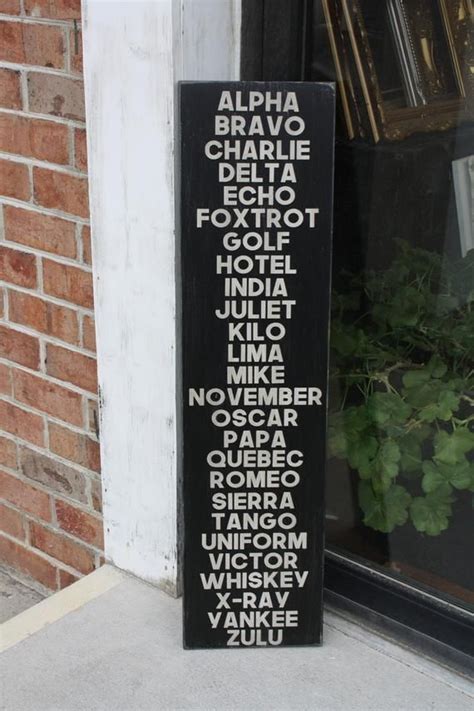 ALPHA
BRAVO
CHARLIE
DELTA
ECHO
FOXTROT
GOLF
HOTEL
INDIA
JULIET
KILO
LIMA
MIKE
NOVEMBER
OSCAR
PAPA
QUEBEC
ROMEO
SIERRA
TANGO
UNIFORM
VICTOR
WHISKEY
X-RAY
YANKEE
ZULU